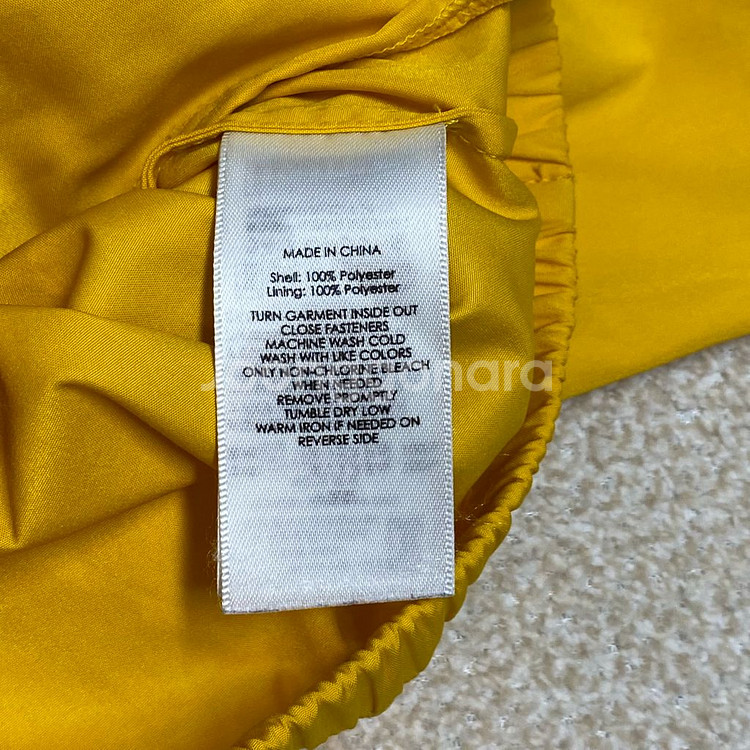 MADE IN CHINA
Shell: 100% Polyester
Lining: 100% Polyester
TURN GARMENT INSIDE OUT
CLOSE FASTENERS
MACHINE WASH COLD
WASH WITH LIKE COLORS
ONLY NON-CHLORINE BLEACH
WHEN NEEDED
REMOVE PROMPTLY
TUMBLE DRY LOW
WARM IRON IF NEEDED ON
REVERSE SIDE